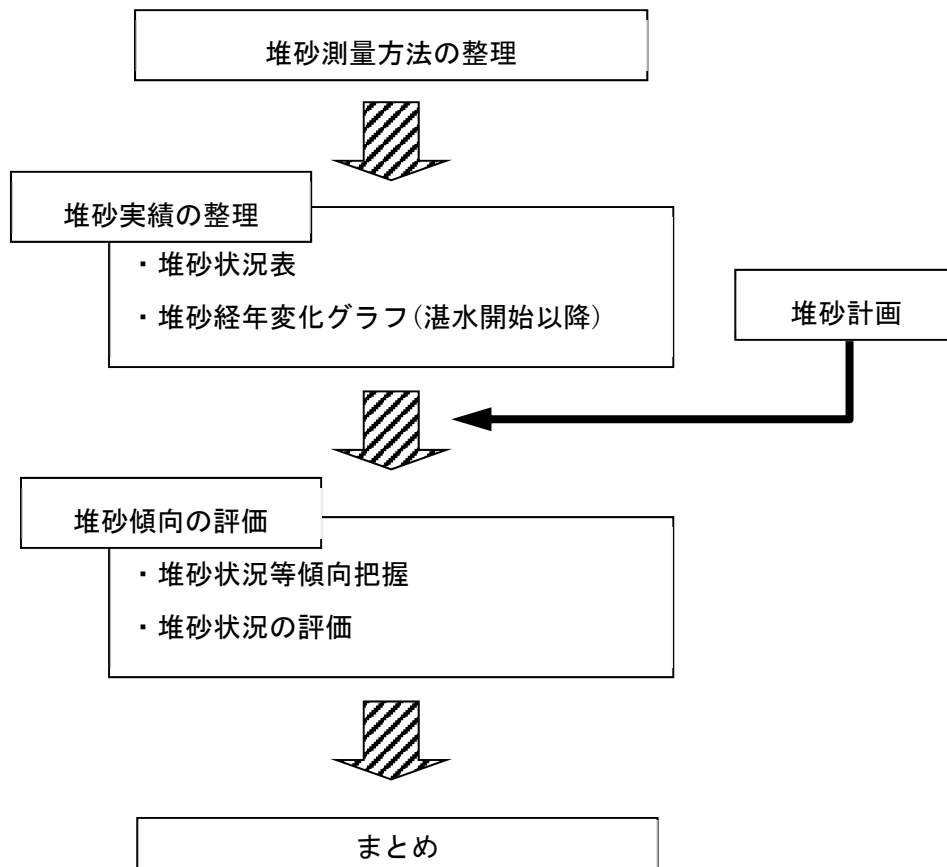 堆砂測量方法の整理
堆砂実績の整理
・堆砂状況表
・堆砂経年変化グラフ(湛水開始以降)
堆砂計画
堆砂傾向の評価
・堆砂状況等傾向把握
・堆砂状況の評価
まとめ